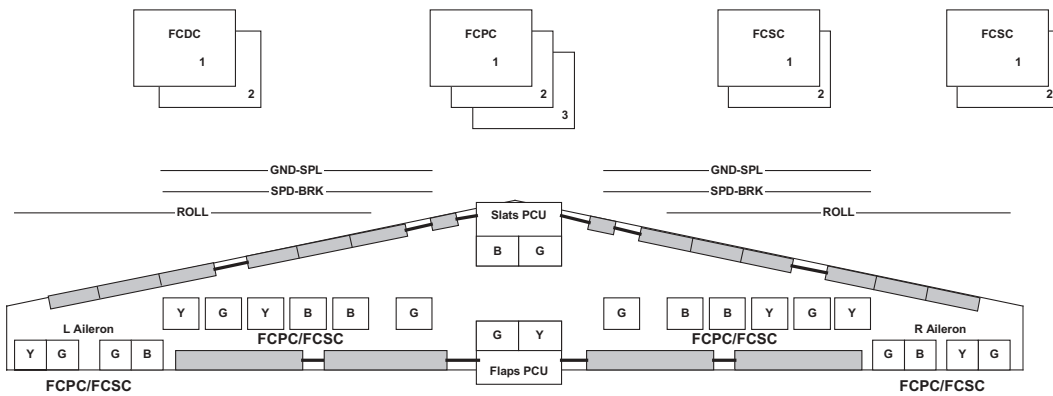 FCDC
1
2
FCPC
1
2
3
FCSC
1
2
FCSC
1
2
GND-SPL
SPD-BRK
ROLL
GND-SPL
SPD-BRK
ROLL
Slats PCU
B G
Y G Y B B G
FCPC/FCSC
G B B Y G Y
FCPC/FCSC
L Aileron
Y G G B
FCPC/FCSC
G Y
Flaps PCU
R Aileron
G B Y G
FCPC/FCSC